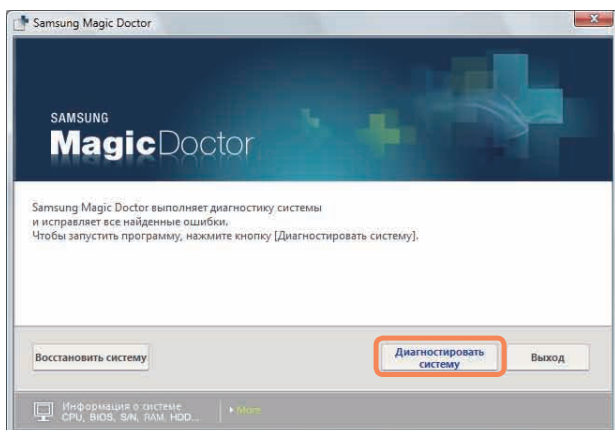 Samsung Magic Doctor
SAMSUNG
MagicDoctor
Samsung Magic Doctor выполняет диагностику системы
и исправляет все найденные ошибки.
Чтобы запустить программу, нажмите кнопку [Диагностировать систему].
Восстановить систему
Диагностировать
систему
Выход
Информация о системе
CPU, BIOS, S/N, RAM, HDD...
More